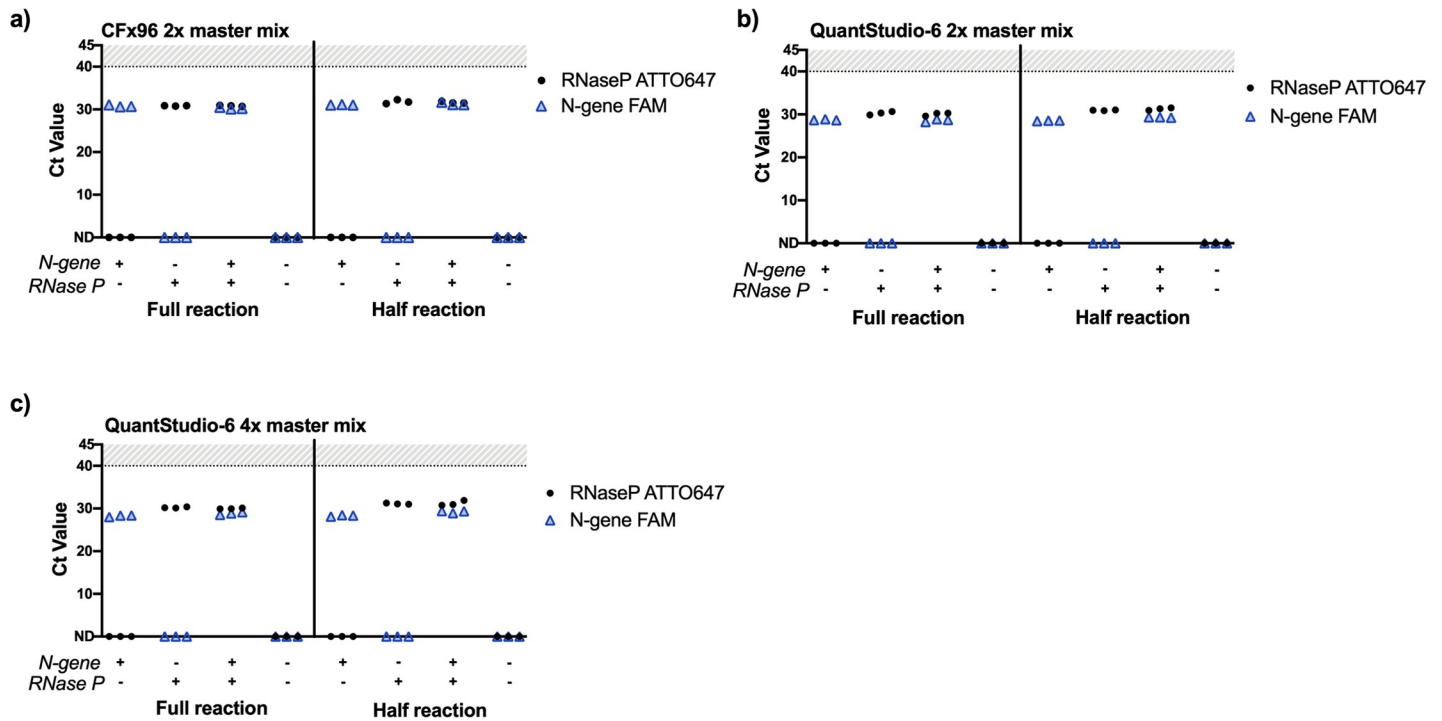 a)
CFx96 2x master mix
45
40
30
20
10
ND
Ct Value
RNaseP ATTO647
N-gene FAM
N-gene + - + - + - + -
RNase P - + + - - + + -
Full reaction Half reaction
b)
QuantStudio-6 2x master mix
45
40
30
20
10
ND
Ct Value
RNaseP ATTO647
N-gene FAM
N-gene + - + - + - + -
RNase P - + + - - + + -
Full reaction Half reaction
c)
QuantStudio-6 4x master mix
45
40
30
20
10
ND
Ct Value
RNaseP ATTO647
N-gene FAM
N-gene + - + - + - + -
RNase P - + + - - + + -
Full reaction Half reaction